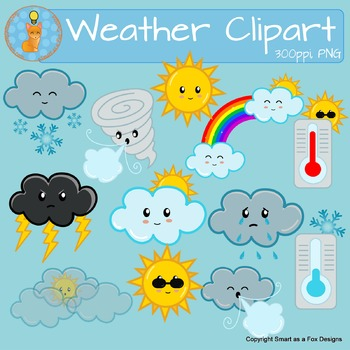 Weather Clipart
300ppi, PNG
Copyright Smart as a Fox Designs